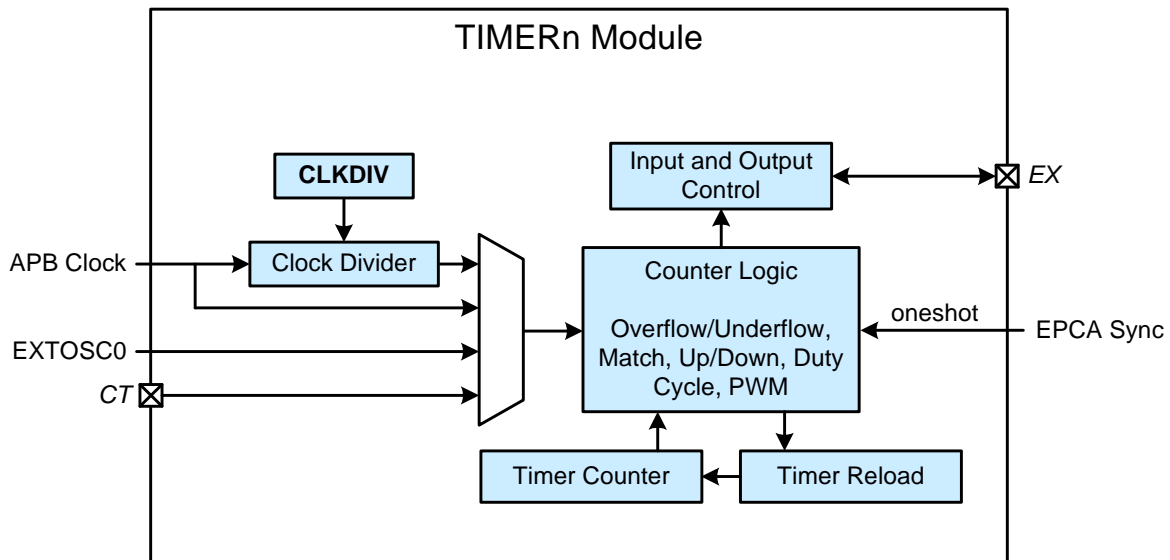 TIMERn Module
CLKDIV
Input and Output
Control
EX
APB Clock
Clock Divider
Counter Logic
oneshot
EPCA Sync
Overflow/Underflow,
Match, Up/Down, Duty
Cycle, PWM
EXTOSC0
CT
Timer Counter
Timer Reload